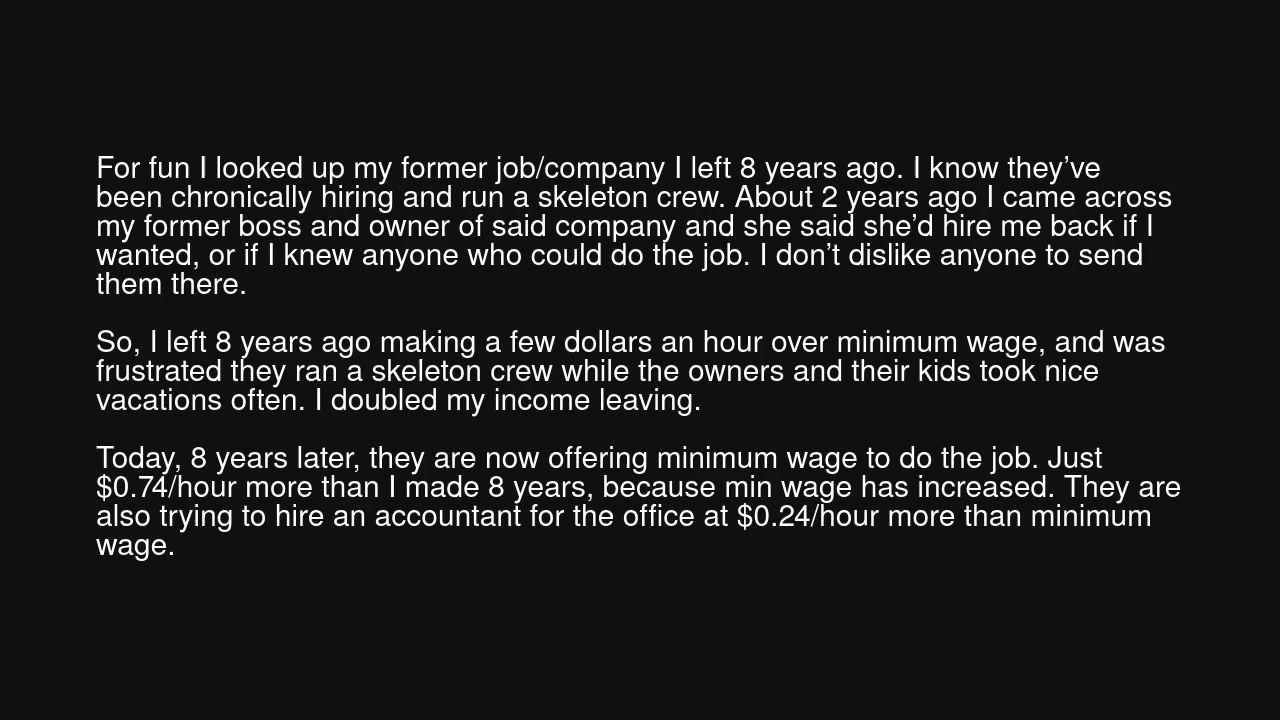 For fun I looked up my former job/company I left 8 years ago. I know they’ve
been chronically hiring and run a skeleton crew. About 2 years ago I came across
my former boss and owner of said company and she said she’d hire me back if I
wanted, or if I knew anyone who could do the job. I don’t dislike anyone to send
them there.
So, I left 8 years ago making a few dollars an hour over minimum wage, and was
frustrated they ran a skeleton crew while the owners and their kids took nice
vacations often. I doubled my income leaving.
Today, 8 years later, they are now offering minimum wage to do the job. Just
$0.74/hour more than I made 8 years, because min wage has increased. They are
also trying to hire an accountant for the office at $0.24/hour more than minimum
wage.